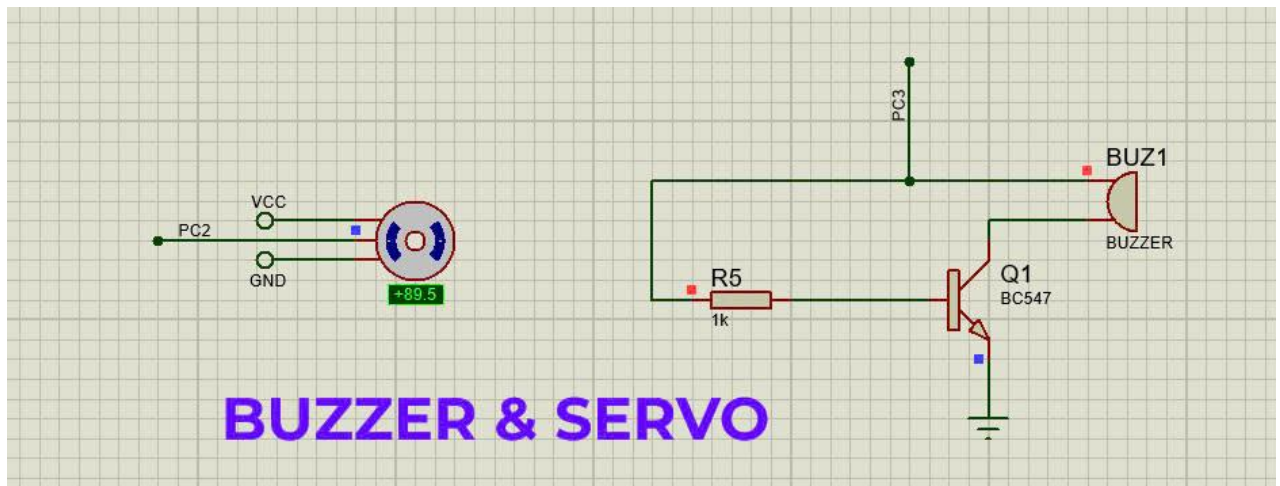 VCC
PC2
GND
+89.5
PC3
BUZ1
BUZZER
R5
1k
Q1
BC547
BUZZER & SERVO